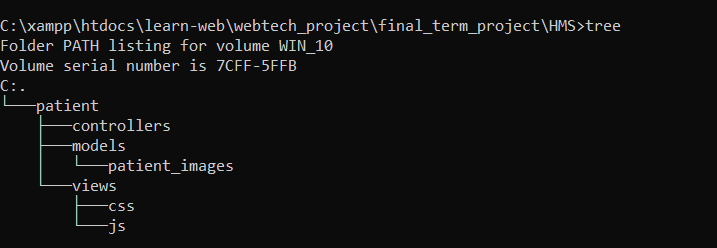 C:\xampp\htdocs\learn-web\webtech_project\final_term_project\HMS>tree
Folder PATH listing for volume WIN_10
Volume serial number is 7CFF-5FFB
C:.
└───patient
    ├───controllers
    ├───models
    │   └───patient_images
    └───views
        ├───css
        └───js